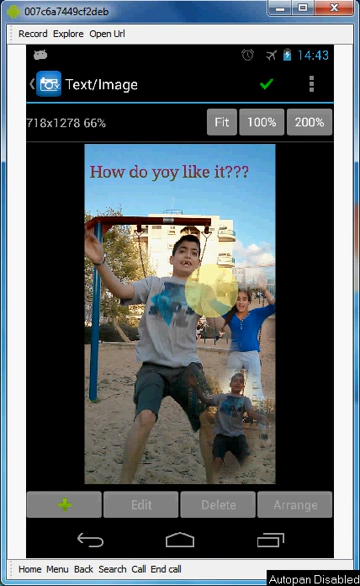 007c6a7449cf2deb
Record Explore Open Url
14:43
Text/Image
718x1278 66%
Fit
100%
200%
How do yoy like it???
Edit
Delete
Arrange
Home Menu Back Search Call End call
Autopan Disabled